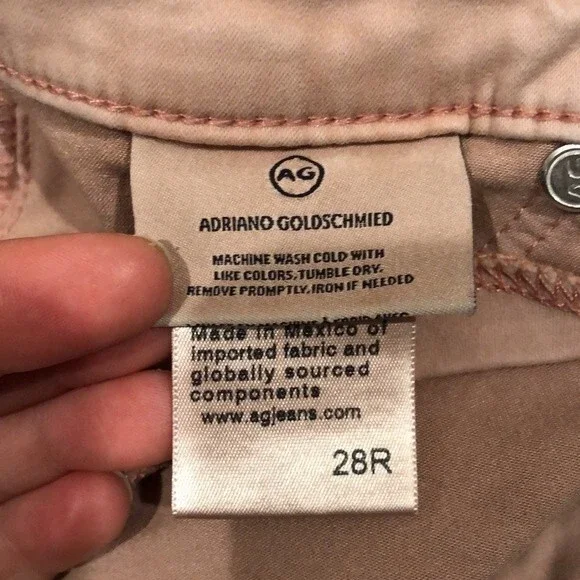 AG
ADRIANO GOLDSCHMIED
MACHINE WASH COLD WITH
LIKE COLORS. TUMBLE DRY.
REMOVE PROMPTLY. IRON IF NEEDED
Made in Mexico of
imported fabric and
globally sourced
components
www.agjeans.com
28R